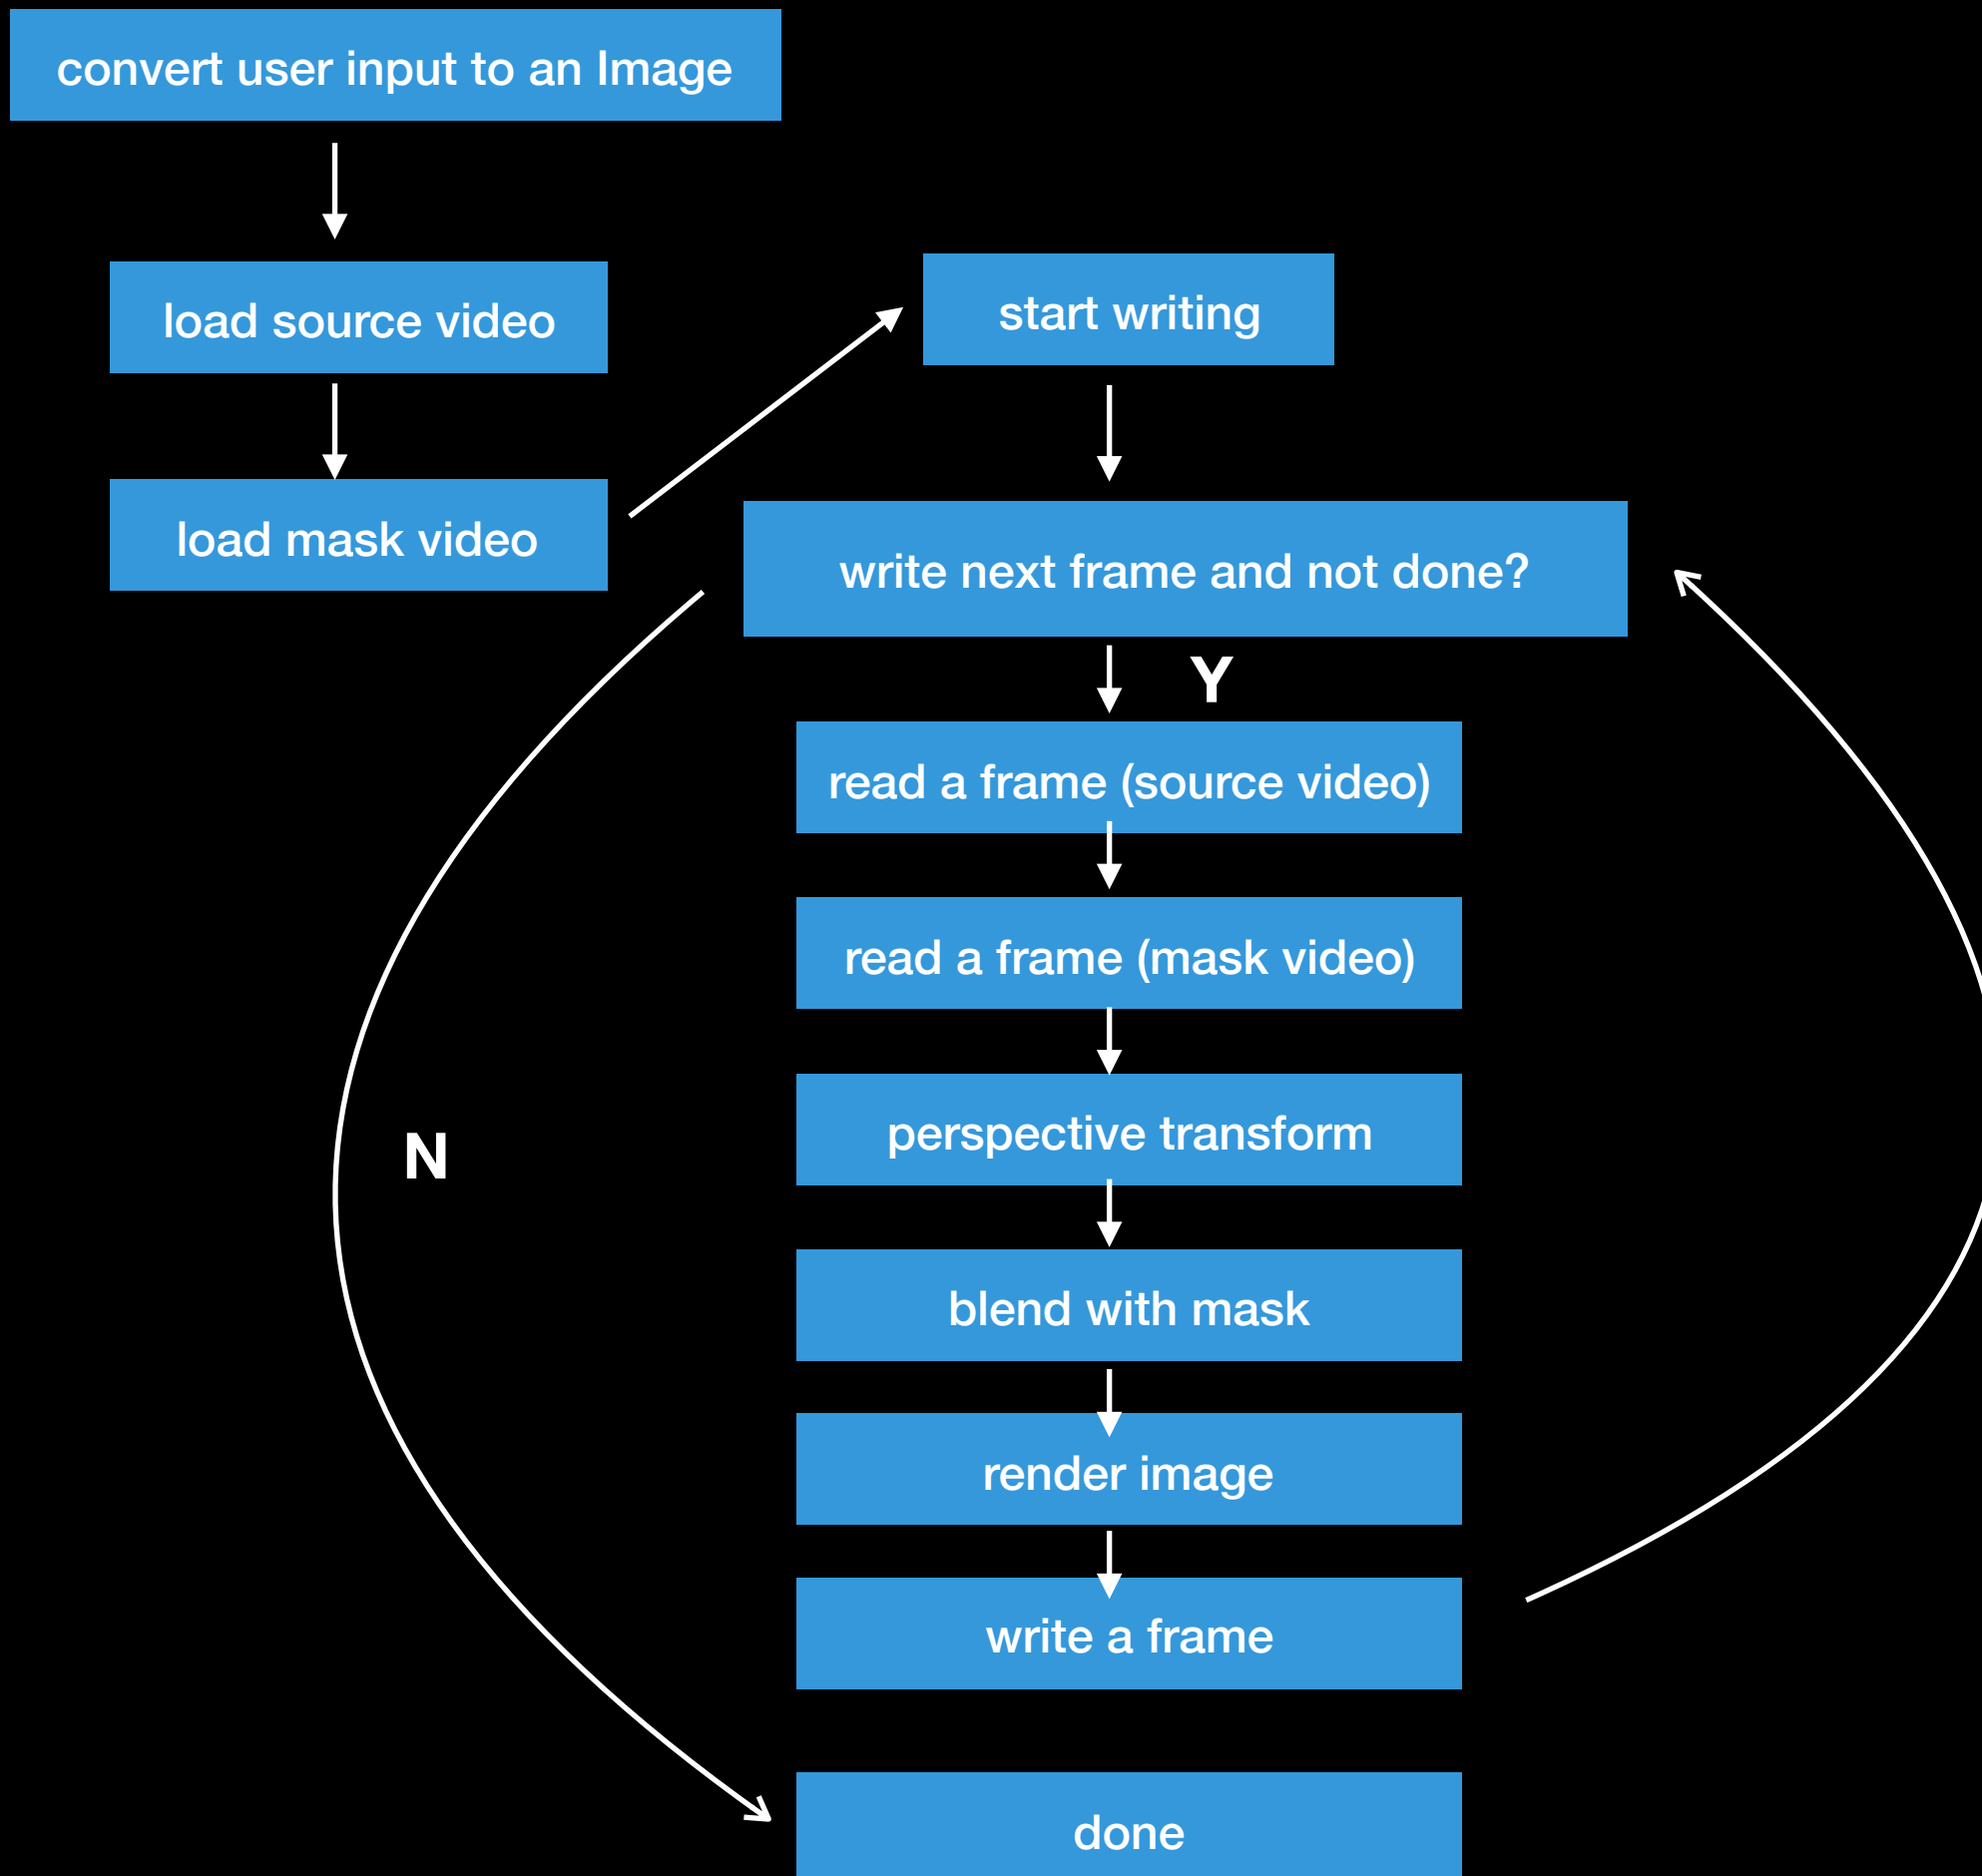 convert user input to an Image
load source video
load mask video
start writing
write next frame and not done?
Y
read a frame (source video)
read a frame (mask video)
perspective transform
N
blend with mask
render image
write a frame
done